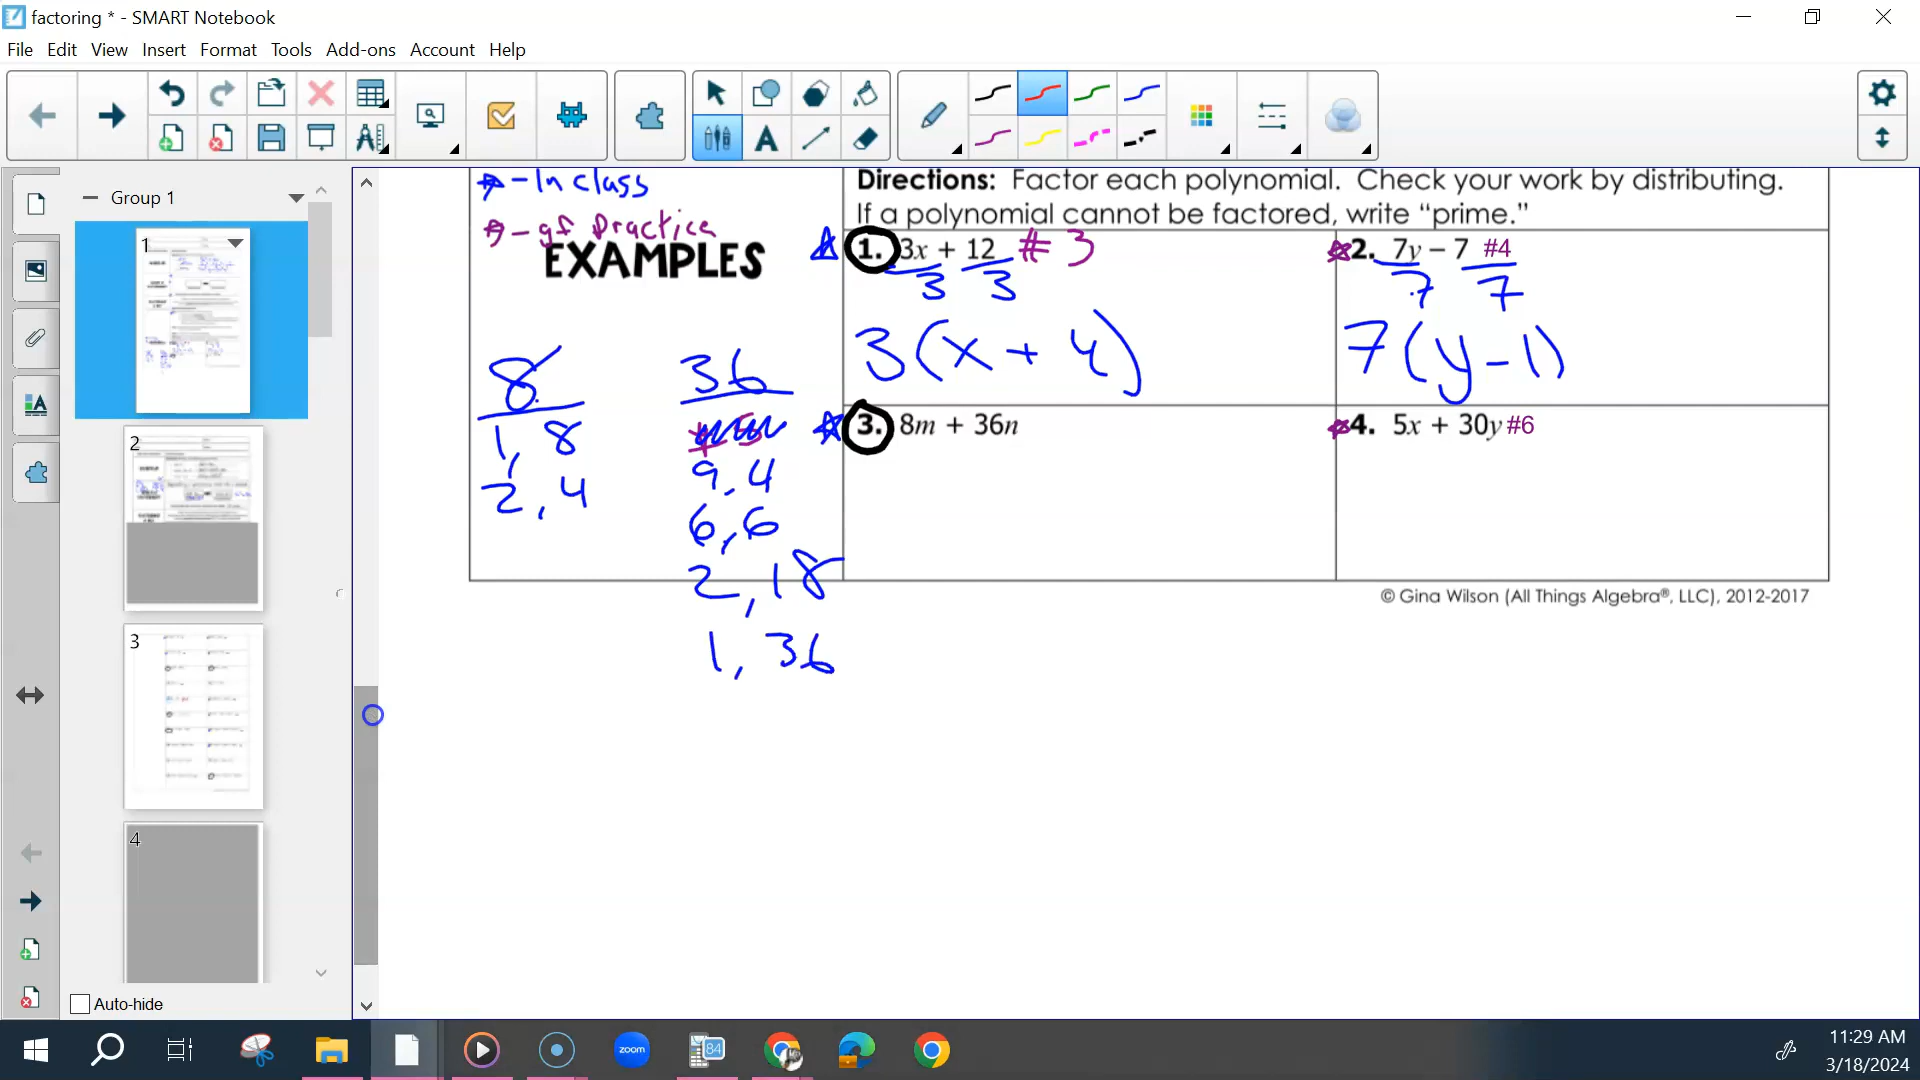 factoring * - SMART Notebook
File Edit View Insert Format Tools Add-ons Account Help
Group 1
1
2
3
4
Auto-hide
- In class
- gf Practice
EXAMPLES
Directions: Factor each polynomial. Check your work by distributing.
If a polynomial cannot be factored, write “prime.”
1. 3x + 12 # 3
3 3
3(x + 4)
2. 7y – 7 #4
7 7
7(y - 1)
8
1, 8
2, 4
36
9, 4
6, 6
2, 18
1, 36
3. 8m + 36n
4. 5x + 30y #6
© Gina Wilson (All Things Algebra®, LLC), 2012-2017
zoom
84
11:29 AM
3/18/2024